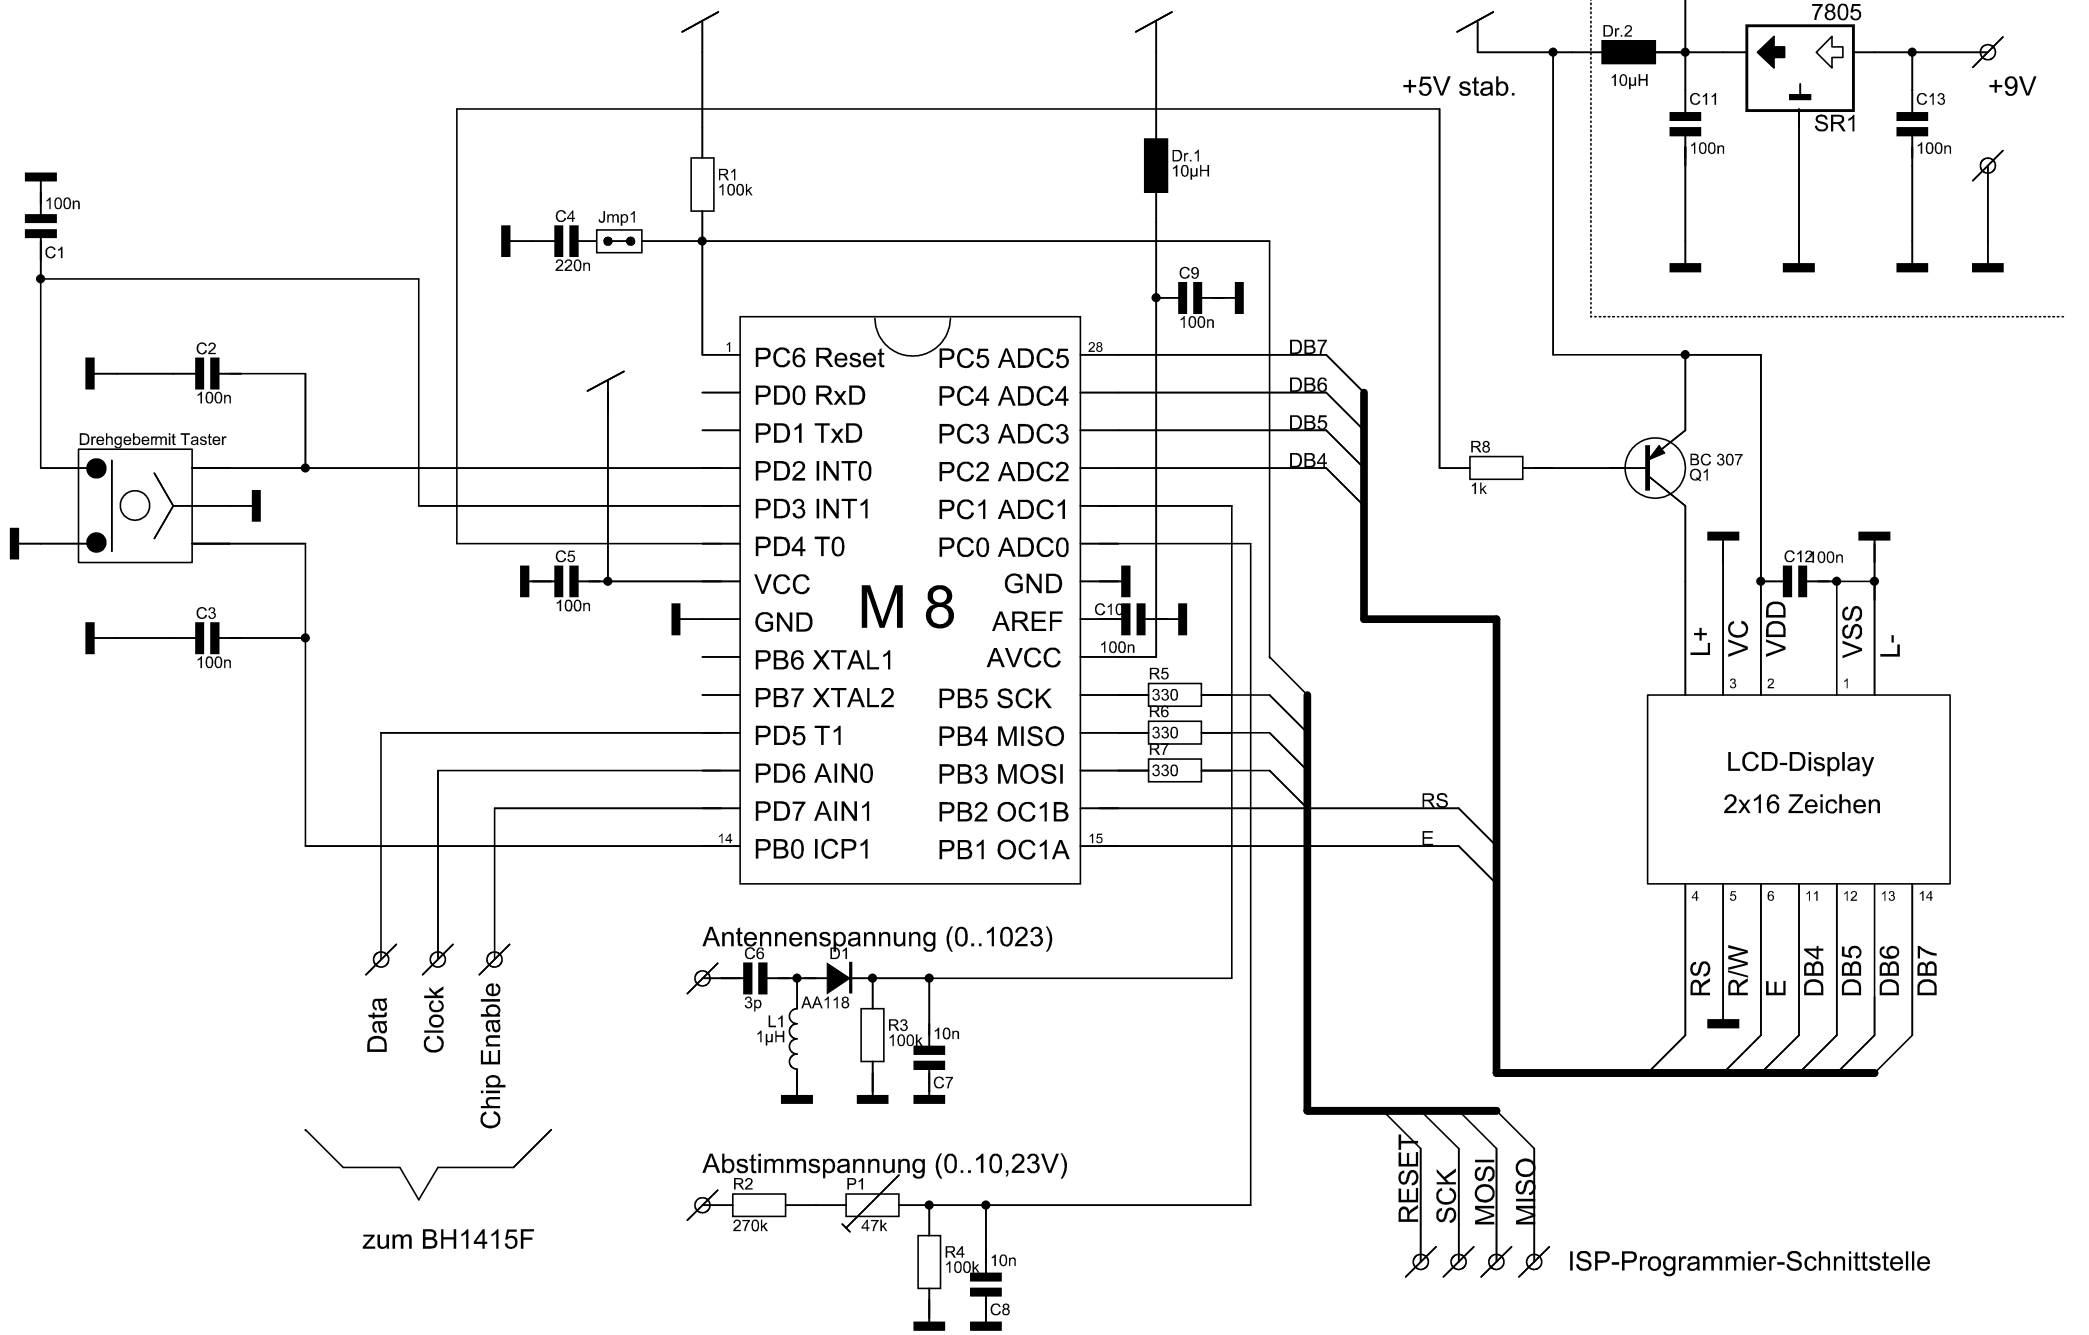 7805
Dr.2
10µH
+5V stab.
+9V
C11
100n
SR1
C13
100n
Dr.1
10µH
R1
100k
100n
C1
C4
Jmp1
220n
C9
100n
C2
100n
Drehgebermit Taster
C3
100n
C5
100n
1
28
PC6 Reset
PD0 RxD
PD1 TxD
PD2 INT0
PD3 INT1
PD4 T0
VCC
GND
PB6 XTAL1
PB7 XTAL2
PD5 T1
PD6 AIN0
PD7 AIN1
PB0 ICP1
14
M 8
PC5 ADC5
PC4 ADC4
PC3 ADC3
PC2 ADC2
PC1 ADC1
PC0 ADC0
GND
AREF
AVCC
PB5 SCK
PB4 MISO
PB3 MOSI
PB2 OC1B
PB1 OC1A
15
DB7
DB6
DB5
DB4
C10
100n
R5
330
R6
330
R7
330
RS
E
R8
1k
BC 307
Q1
C12
100n
L+
VC
VDD
VSS
L-
3
2
1
LCD-Display
2x16 Zeichen
4
5
6
11
12
13
14
RS
R/W
E
DB4
DB5
DB6
DB7
Data
Clock
Chip Enable
zum BH1415F
Antennenspannung (0..1023)
C6
3p
D1
AA118
L1
1µH
R3
100k
10n
C7
Abstimmspannung (0..10,23V)
R2
270k
P1
47k
R4
100k
10n
C8
RESET
SCK
MOSI
MISO
ISP-Programmier-Schnittstelle